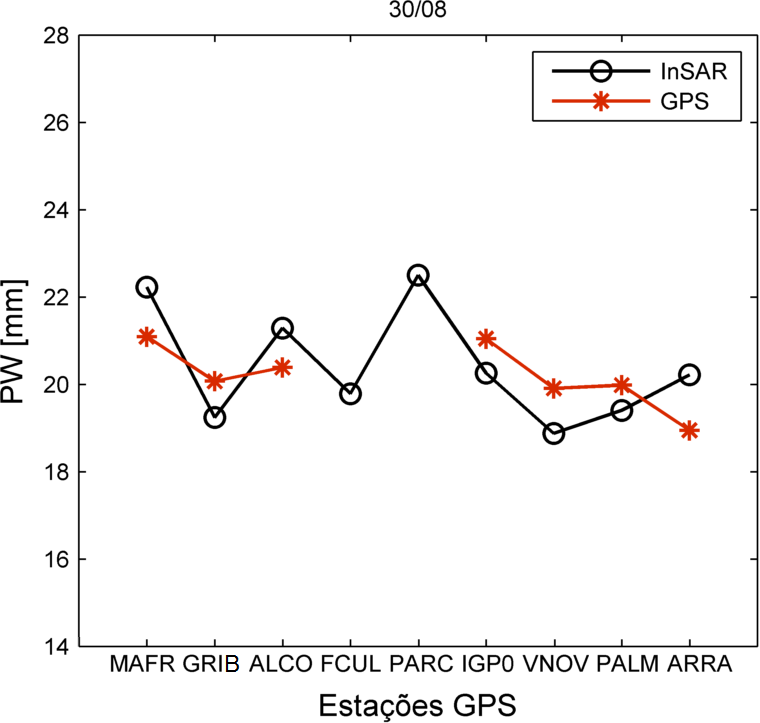 30/08
28
InSAR
GPS
26
24
22
20
18
16
14
PW [mm]
MAFR GRIB ALCO FCUL PARC IGP0 VNOV PALM ARRA
Estações GPS